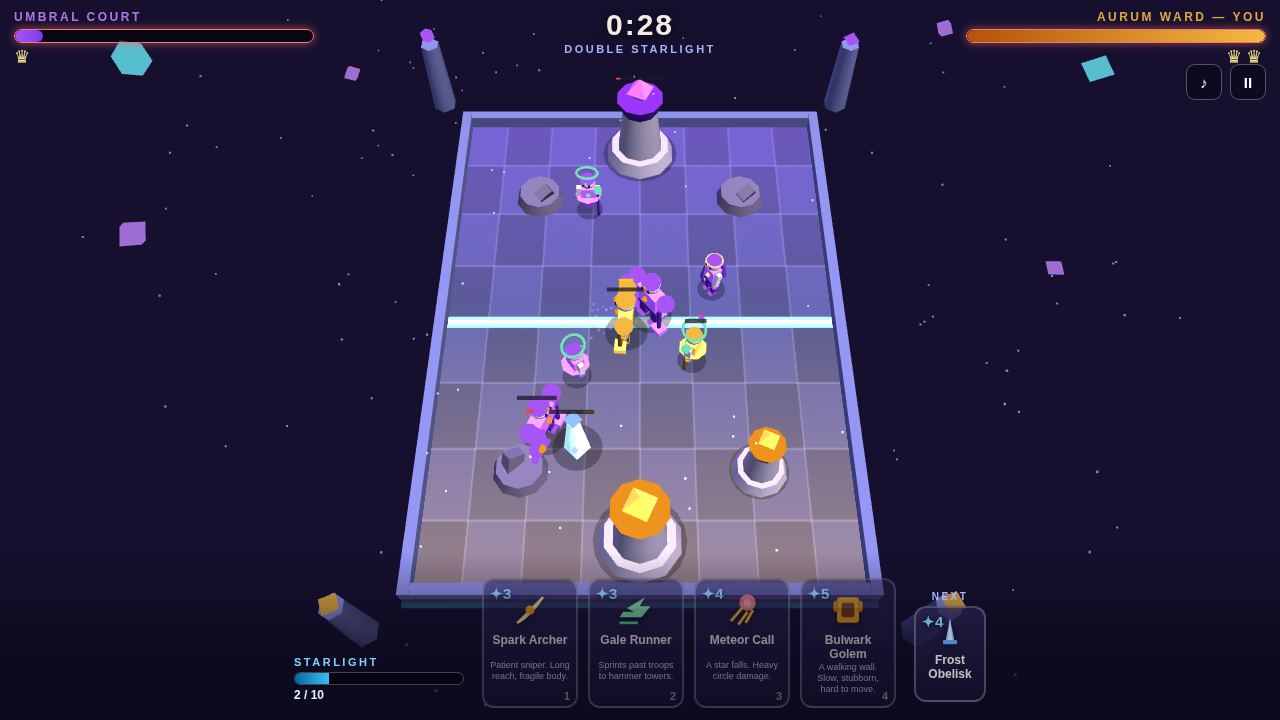 UMBRAL COURT
0:28
DOUBLE STARLIGHT
AURUM WARD — YOU
STARLIGHT
2 / 10
✦3
Spark Archer
Patient sniper. Long
reach, fragile body.
1
✦3
Gale Runner
Sprints past troops
to hammer towers.
2
✦4
Meteor Call
A star falls. Heavy
circle damage.
3
✦5
Bulwark
Golem
A walking wall.
Slow, stubborn,
hard to move.
4
NEXT
✦4
Frost
Obelisk